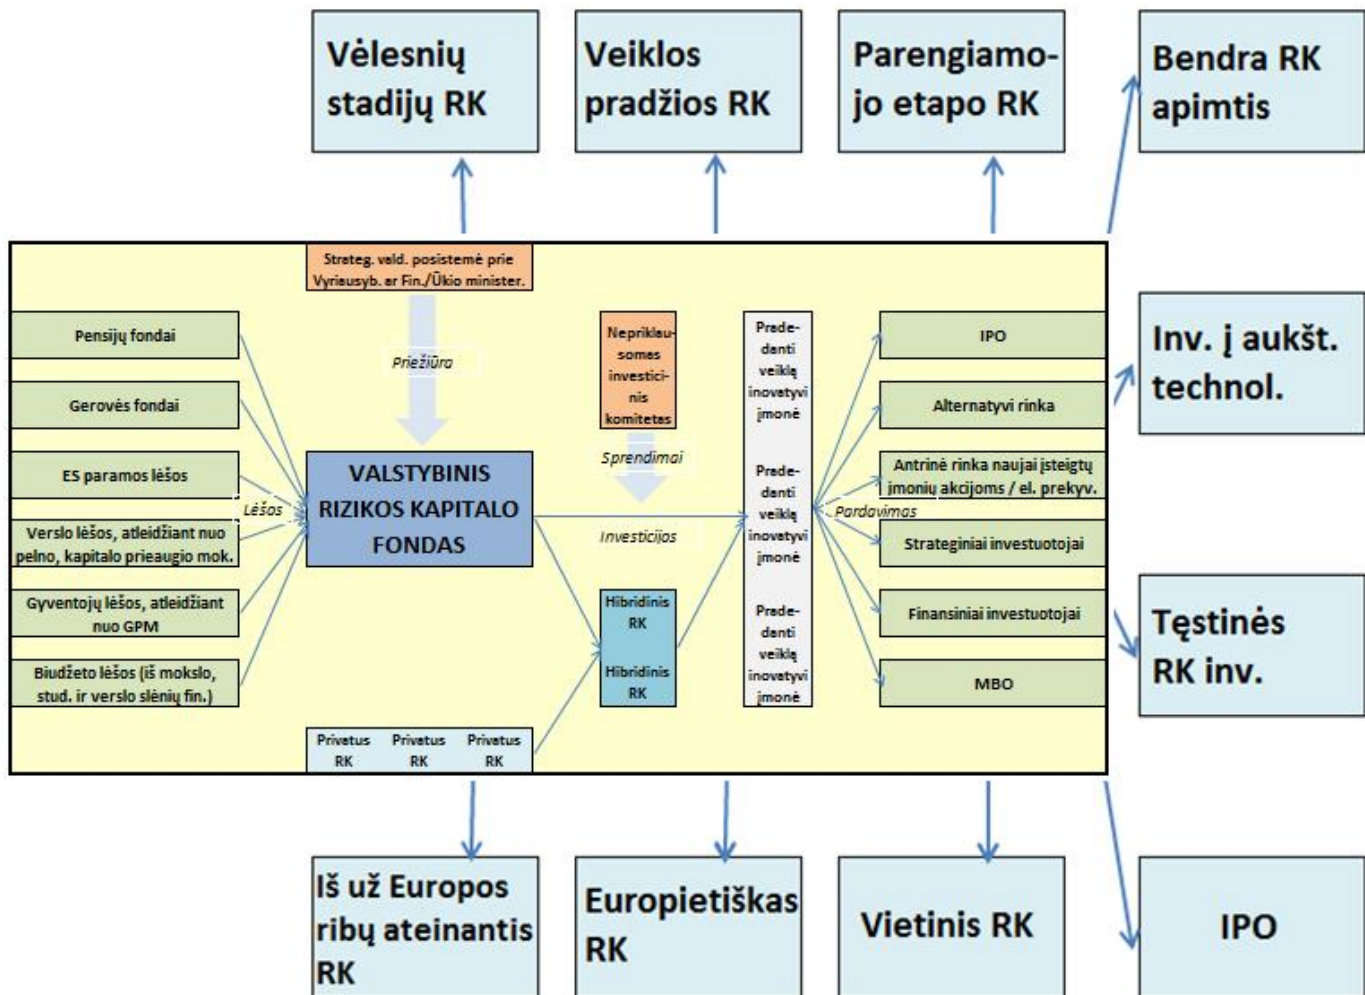 Vėlesnių
stadijų RK
Veiklos
pradžios RK
Parengiamo-
jo etapo RK
Bendra RK
apimtis
Strateg. vald. posistemė prie
Vyriausyb. ar Fin./Ūkio minister.
Pensijų fondai
Gerovės fondai
ES paramos lėšos
Verslo lėšos, atleidžiant nuo
pelno, kapitalo prieaugio mok.
Gyventojų lėšos, atleidžiant
nuo GPM
Biudžeto lėšos (iš mokslo,
stud. ir verslo slėnių fin.)
Lėšos
Priežiūra
VALSTYBINIS
RIZIKOS KAPITALO
FONDAS
Privatus
RK
Privatus
RK
Privatus
RK
Nepriklau-
somas
investici-
nis
komitetas
Sprendimai
Investicijos
Hibridinis
RK
Hibridinis
RK
Prade-
danti
veiklą
inovatyvi
įmonė
Prade-
danti
veiklą
inovatyvi
įmonė
Prade-
danti
veiklą
inovatyvi
įmonė
Pardavimas
IPO
Alternatyvi rinka
Antrinė rinka naujai įsteigtų
įmonių akcijoms / el. prekyv.
Strateginiai investuotojai
Finansiniai investuotojai
MBO
Inv. į aukšt.
technol.
Tęstinės
RK inv.
Iš už Europos
ribų ateinantis
RK
Europietiškas
RK
Vietinis RK
IPO